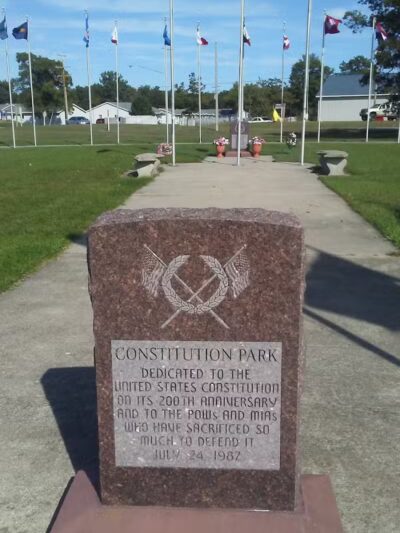 CONSTITUTION PARK
DEDICATED TO THE
UNITED STATES CONSTITUTION
ON ITS 200TH ANNIVERSARY
AND TO THE POWs AND MIAs
WHO HAVE SACRIFICED SO
MUCH TO DEFEND IT
JULY 24 1987